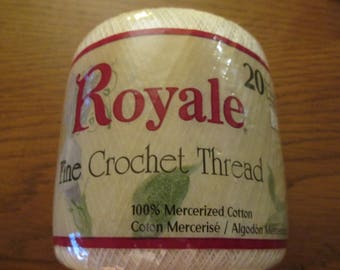 Royale
20
Fine Crochet Thread
100% Mercerized Cotton
Coton Mercerisé / Algodón